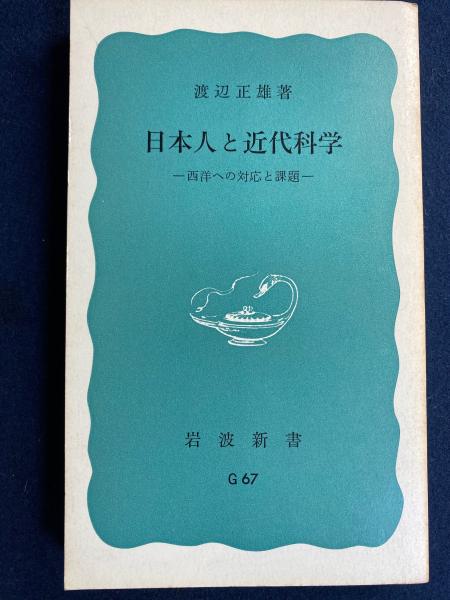 渡辺正雄著
日本人と近代科学
―西洋への対応と課題―
岩波新書
G 67